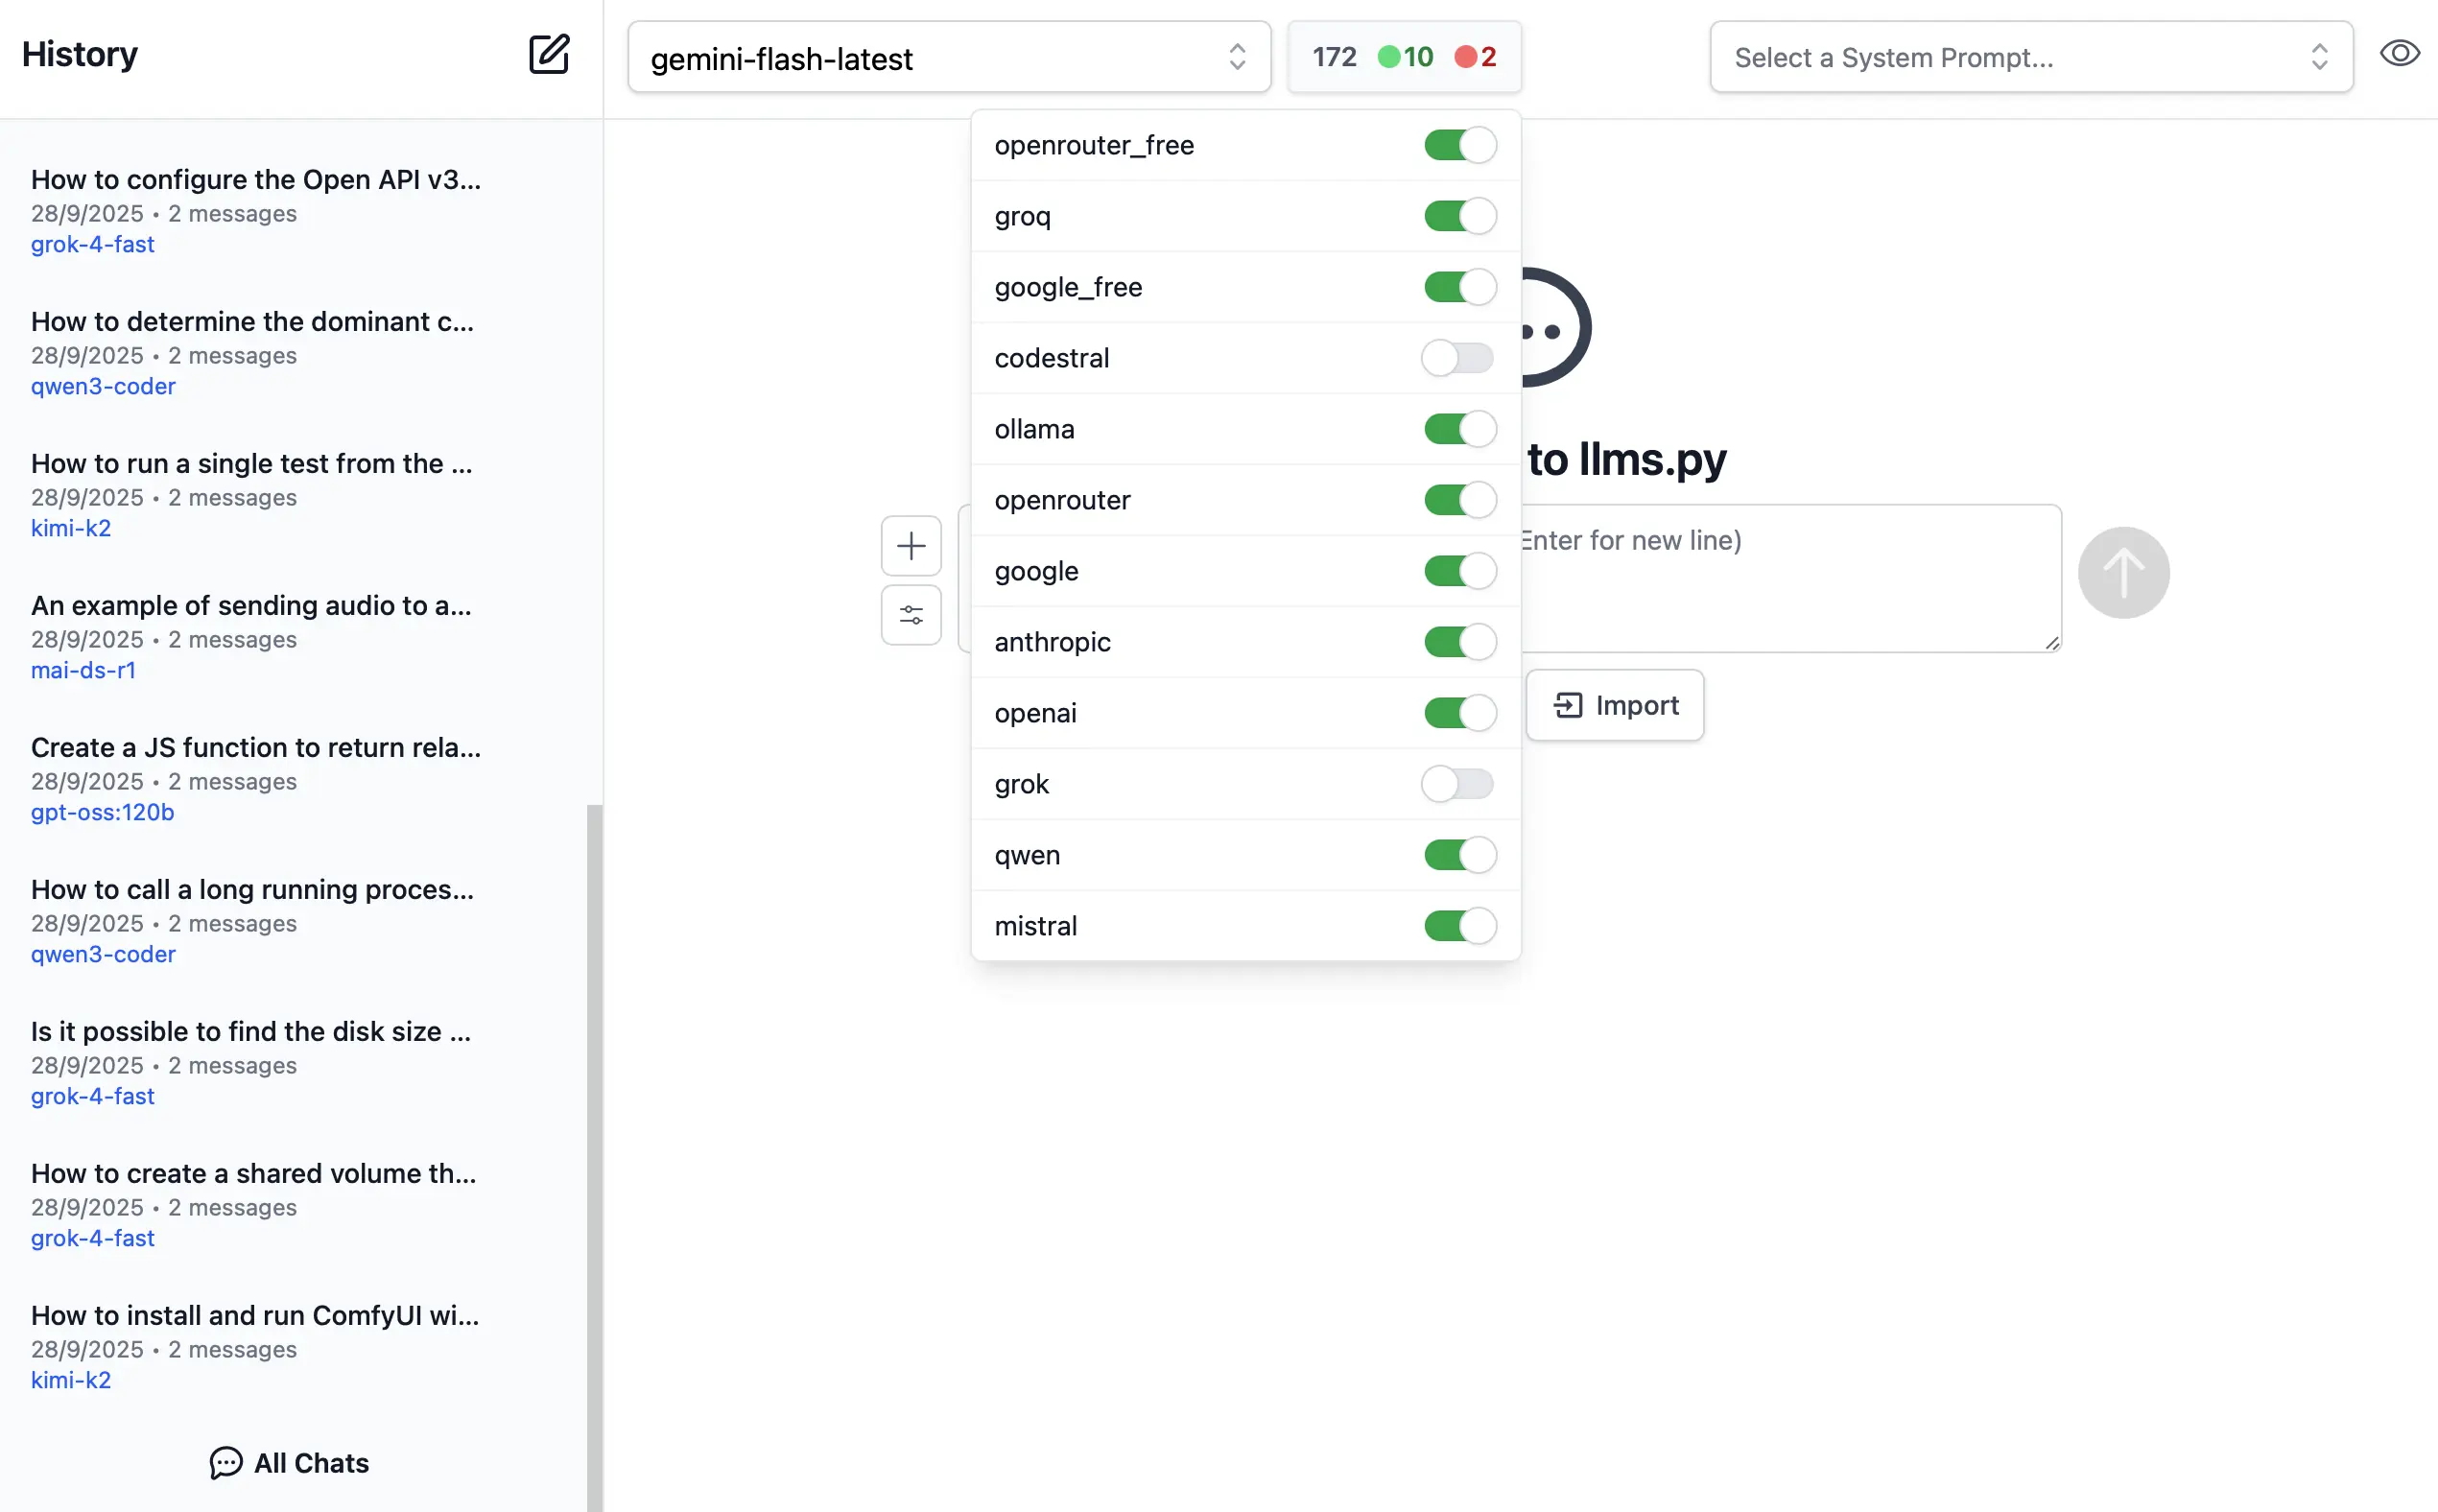 History
How to configure the Open API v3...
28/9/2025 • 2 messages
grok-4-fast
How to determine the dominant c...
28/9/2025 • 2 messages
qwen3-coder
How to run a single test from the ...
28/9/2025 • 2 messages
kimi-k2
An example of sending audio to a...
28/9/2025 • 2 messages
mai-ds-r1
Create a JS function to return rela...
28/9/2025 • 2 messages
gpt-oss:120b
How to call a long running proces...
28/9/2025 • 2 messages
qwen3-coder
Is it possible to find the disk size ...
28/9/2025 • 2 messages
grok-4-fast
How to create a shared volume th...
28/9/2025 • 2 messages
grok-4-fast
How to install and run ComfyUI wi...
28/9/2025 • 2 messages
kimi-k2
All Chats
gemini-flash-latest
172 10 2
Select a System Prompt...
openrouter_free
groq
google_free
codestral
ollama
openrouter
google
anthropic
openai
grok
qwen
mistral
to llms.py
Enter for new line)
Import